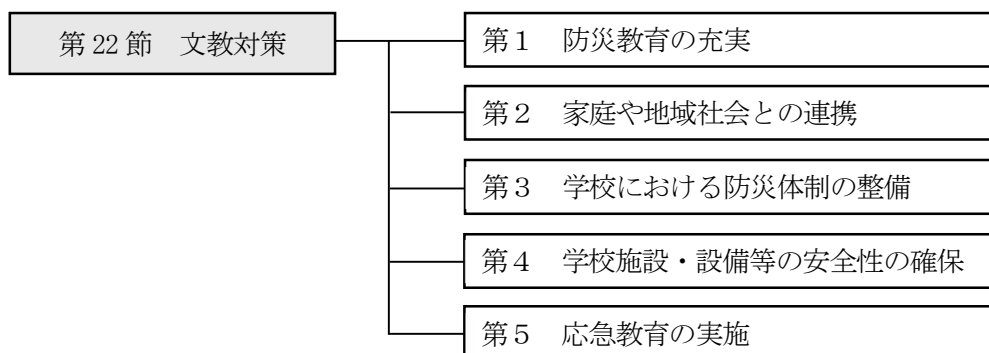 第 22 節　文教対策
第１　防災教育の充実
第２　家庭や地域社会との連携
第３　学校における防災体制の整備
第４　学校施設・設備等の安全性の確保
第５　応急教育の実施